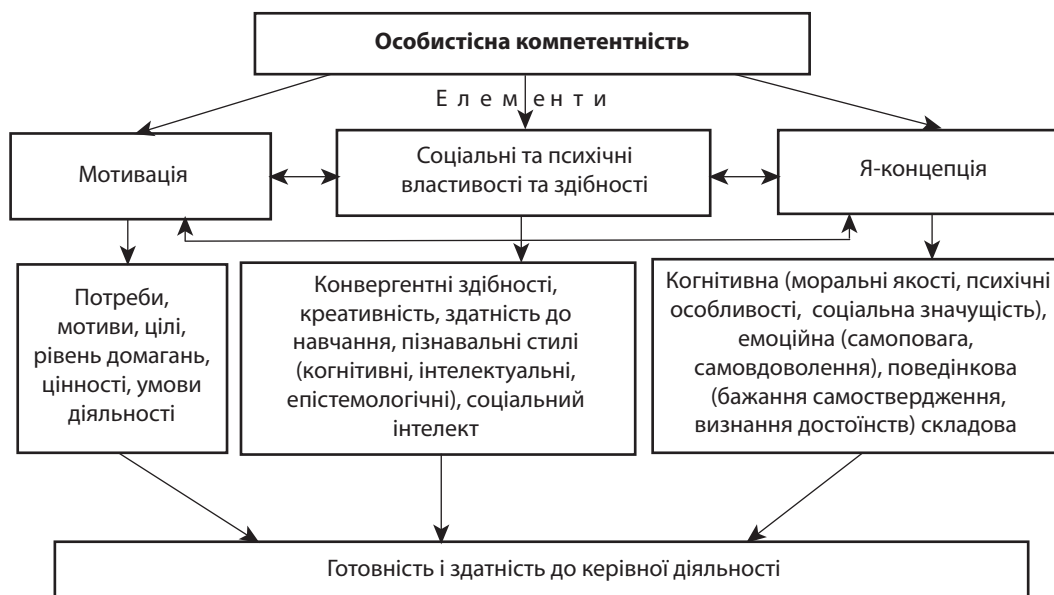 Особистісна компетентність
Елементи
Мотивація
Соціальні та психічні
властивості та здібності
Я-концепція
Потреби,
мотиви, цілі,
рівень домагань,
цінності, умови
діяльності
Конвергентні здібності,
креативність, здатність до
навчання, пізнавальні стилі
(когнітивні, інтелектуальні,
епістемологічні), соціальний
інтелект
Когнітивна (моральні якості, психічні
особливості, соціальна значущість),
емоційна (самоповага,
самовдоволення), поведінкова
(бажання самоствердження,
визнання достоїнств) складова
Готовність і здатність до керівної діяльності